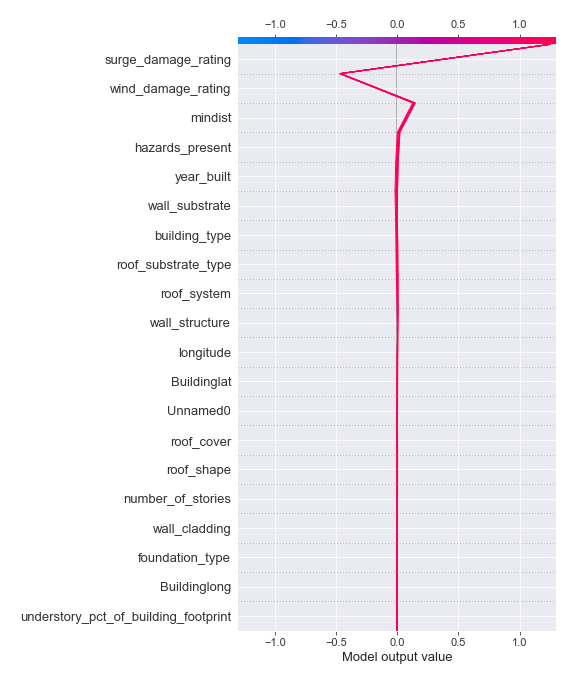 −1.0 −0.5 0.0 0.5 1.0
surge_damage_rating
wind_damage_rating
mindist
hazards_present
year_built
wall_substrate
building_type
roof_substrate_type
roof_system
wall_structure
longitude
Buildinglat
Unnamed0
roof_cover
roof_shape
number_of_stories
wall_cladding
foundation_type
Buildinglong
understory_pct_of_building_footprint
−1.0 −0.5 0.0 0.5 1.0
Model output value